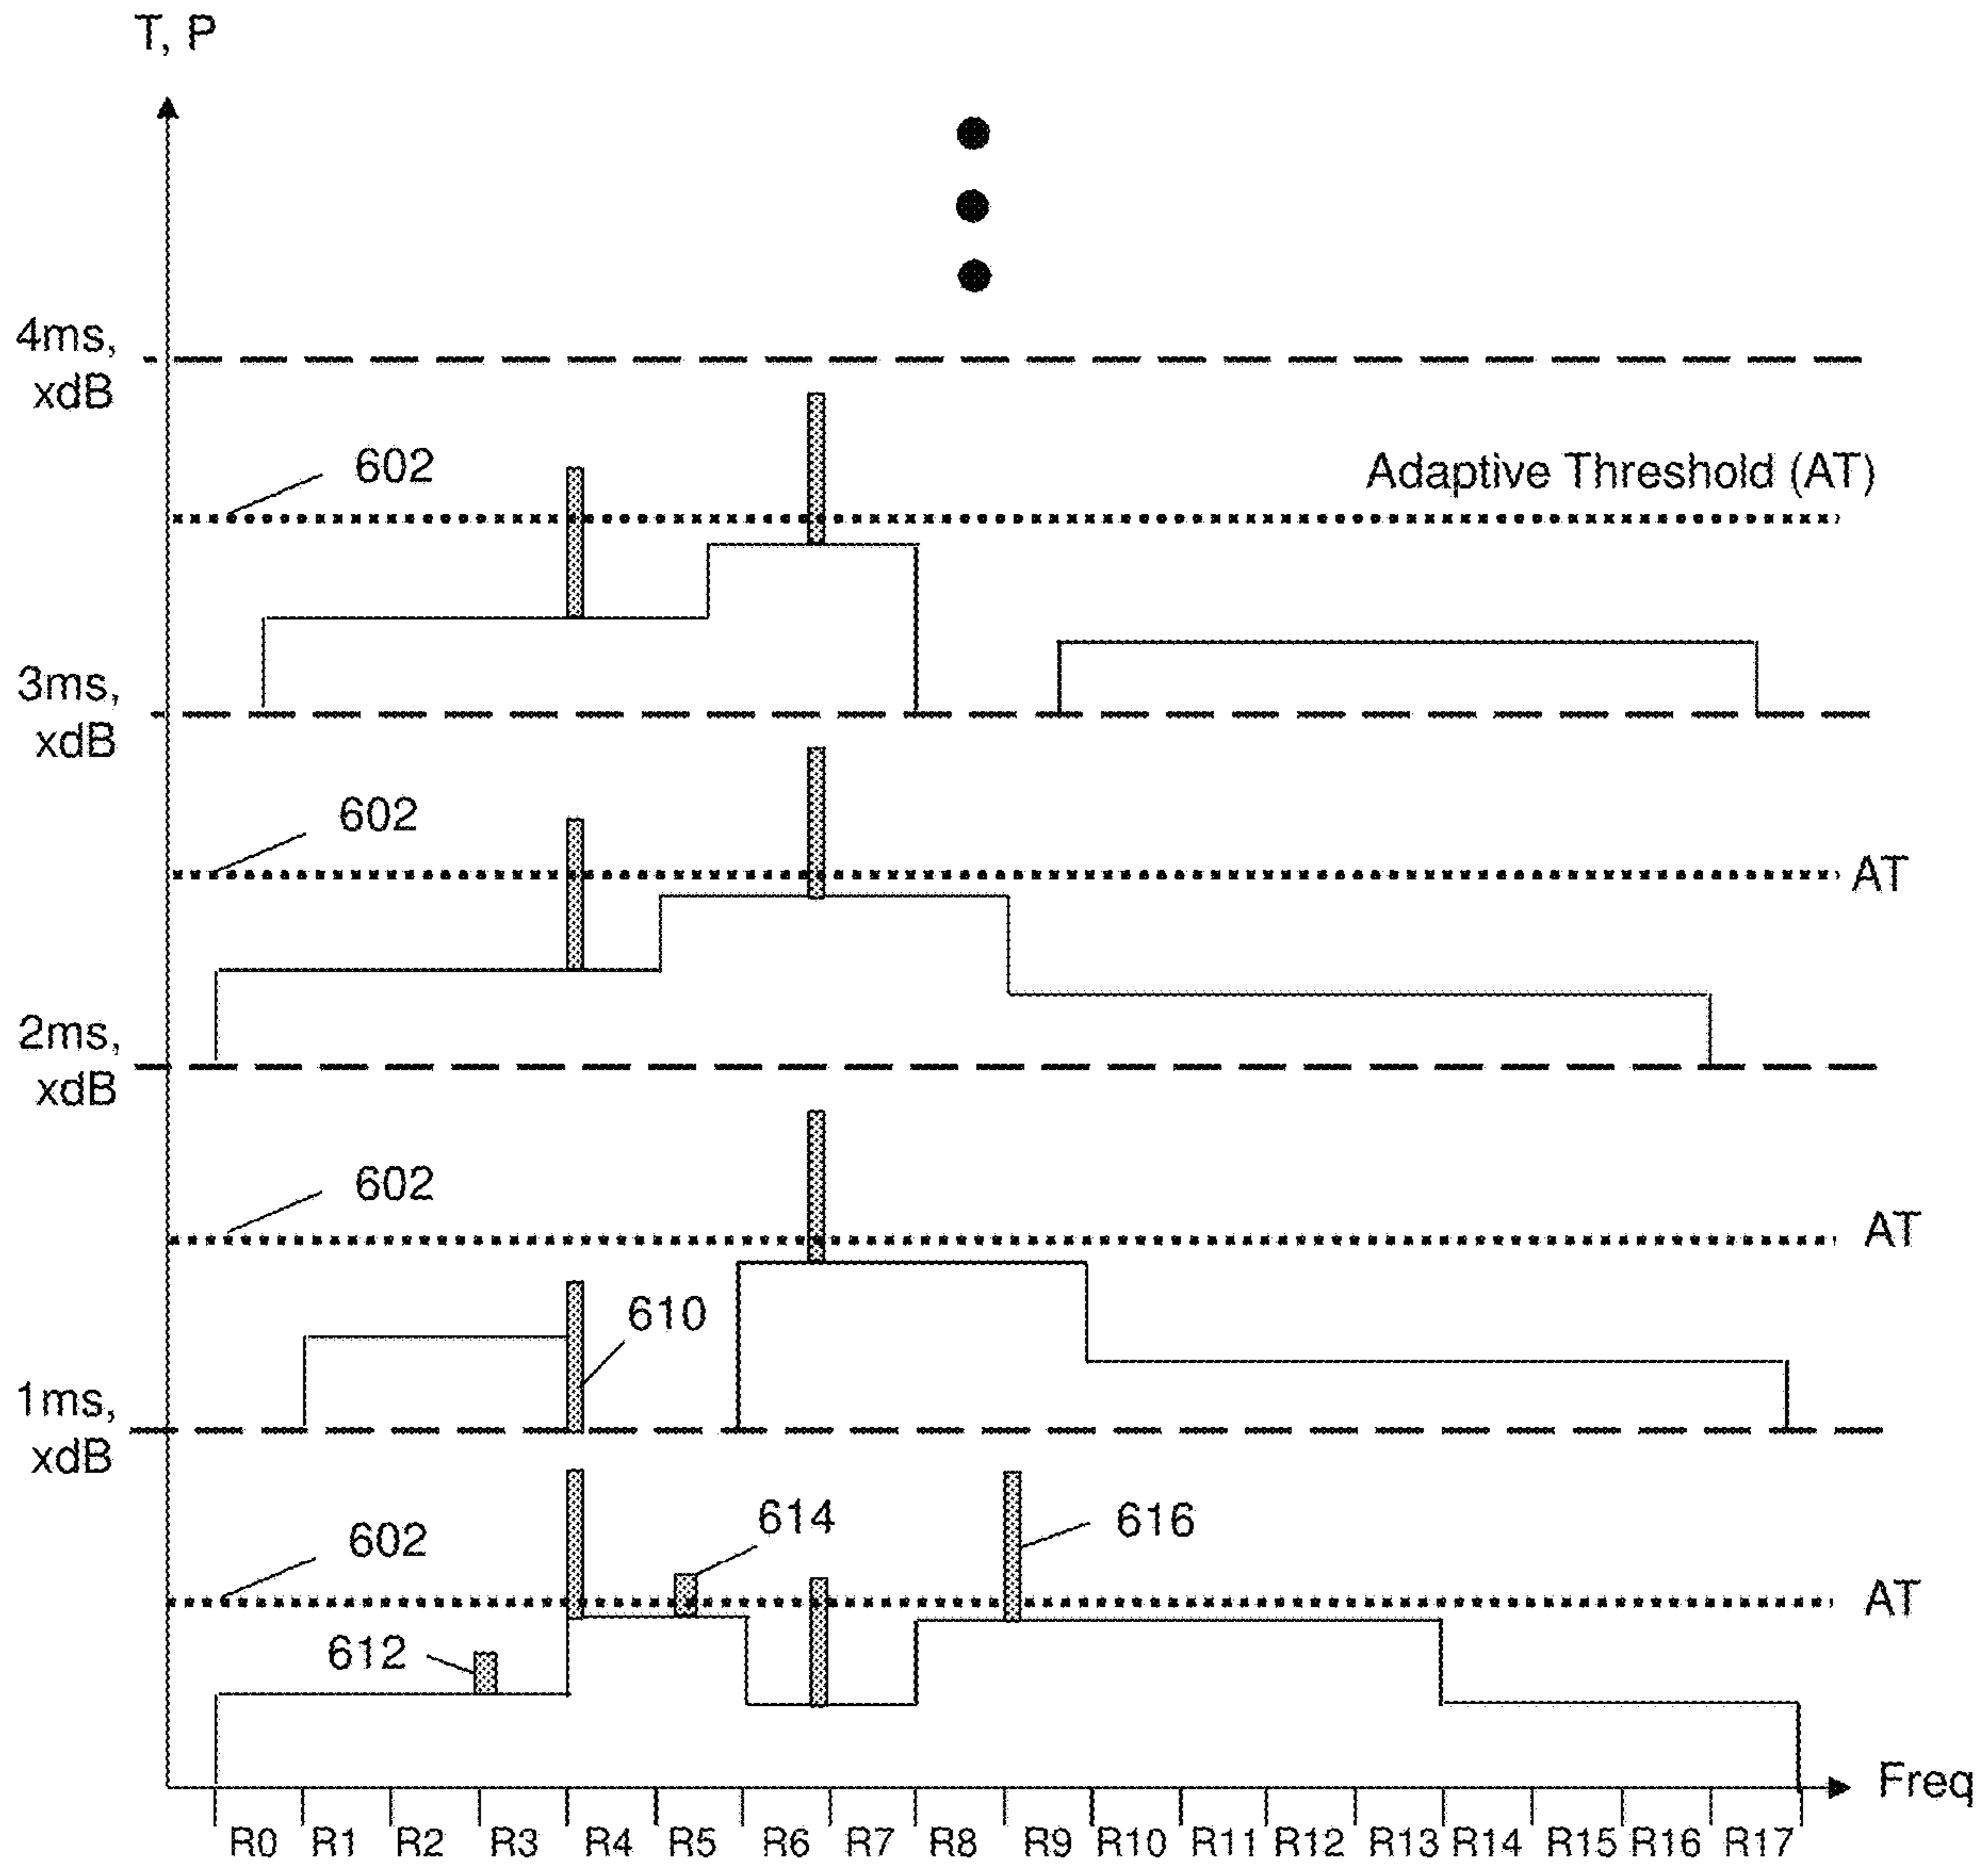 T, P
4ms,
xdB
602
Adaptive Threshold (AT)
3ms,
xdB
602
AT
2ms,
xdB
602
AT
610
1ms,
xdB
602
614
616
AT
612
Freq
R0 R1 R2 R3 R4 R5 R6 R7 R8 R9 R10 R11 R12 R13 R14 R15 R16 R17